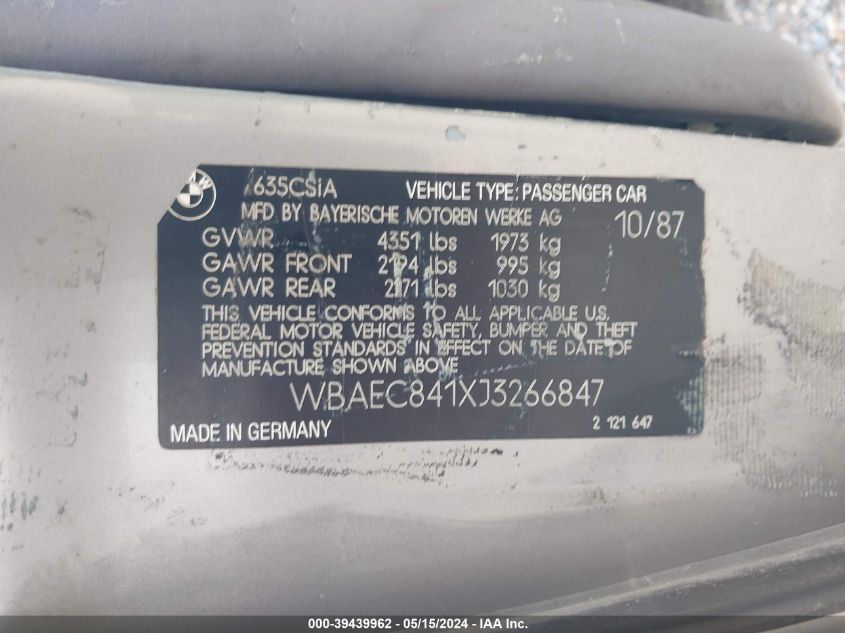 635CSiA VEHICLE TYPE: PASSENGER CAR
MFD BY BAYERISCHE MOTOREN WERKE AG 10/87
GVWR 4351 lbs 1973 kg
GAWR FRONT 2194 lbs 995 kg
GAWR REAR 2271 lbs 1030 kg
THIS VEHICLE CONFORMS TO ALL APPLICABLE U.S.
FEDERAL MOTOR VEHICLE SAFETY, BUMPER AND THEFT
PREVENTION STANDARDS IN EFFECT ON THE DATE OF
MANUFACTURE SHOWN ABOVE
WBAEC841XJ3266847
MADE IN GERMANY 2 121 647
000-39439962 - 05/15/2024 - IAA Inc.